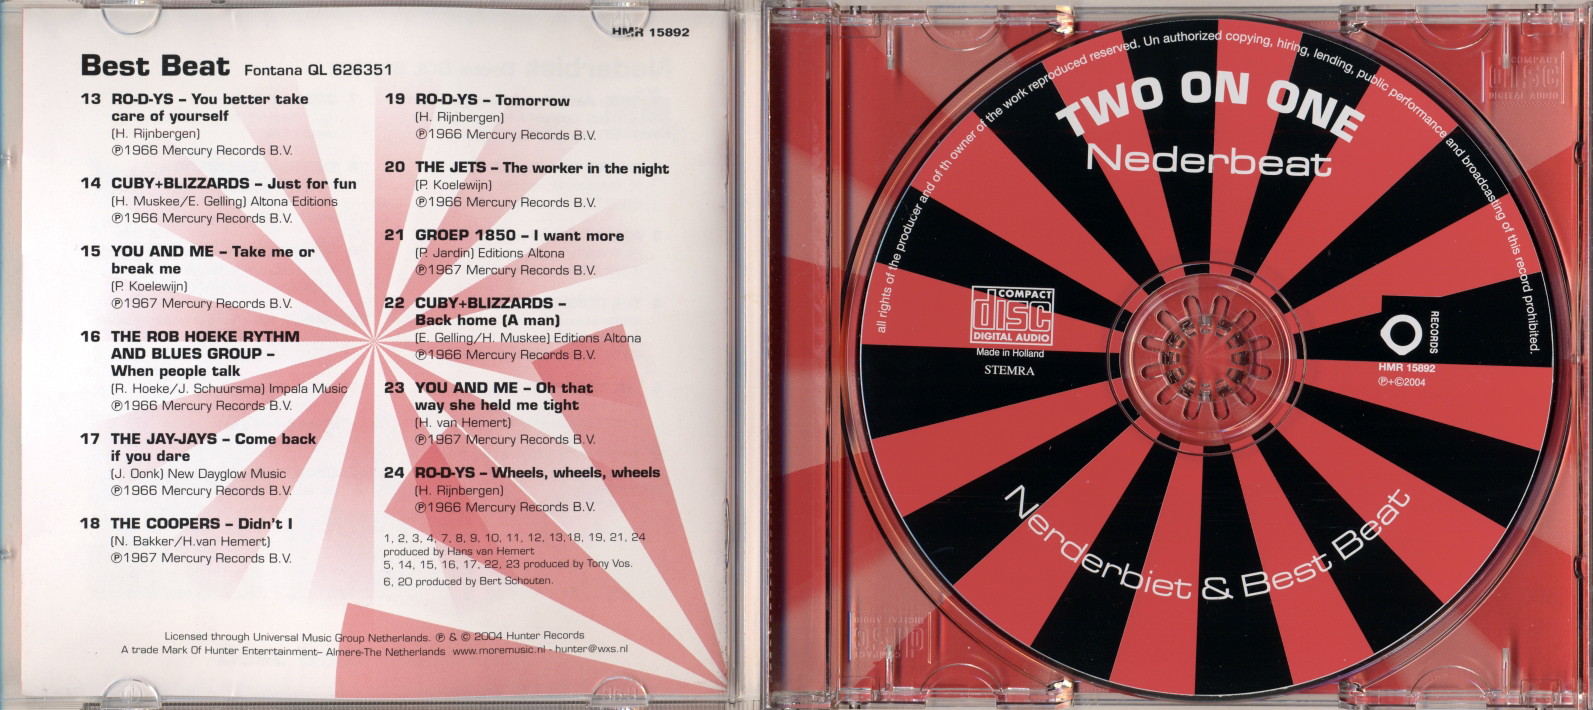 HMR 15892
Best Beat Fontana QL 626351
13 RO-D-YS – You better take
care of yourself
(H. Rijnbergen)
℗1966 Mercury Records B.V.
14 CUBY+BLIZZARDS – Just for fun
(H. Muskee/E. Gelling) Altona Editions
℗1966 Mercury Records B.V.
15 YOU AND ME – Take me or
break me
(P. Koelewijn)
℗1967 Mercury Records B.V.
16 THE ROB HOEKE RYTHM
AND BLUES GROUP –
When people talk
(R. Hoeke/J. Schuursma) Impala Music
℗1966 Mercury Records B.V.
17 THE JAY-JAYS – Come back
if you dare
(J. Oonk) New Dayglow Music
℗1966 Mercury Records B.V.
18 THE COOPERS – Didn't I
(N. Bakker/H.van Hemert)
℗1967 Mercury Records B.V.
19 RO-D-YS – Tomorrow
(H. Rijnbergen)
℗1966 Mercury Records B.V.
20 THE JETS – The worker in the night
(P. Koelewijn)
℗1966 Mercury Records B.V.
21 GROEP 1850 – I want more
(P. Jardin) Editions Altona
℗1967 Mercury Records B.V.
22 CUBY+BLIZZARDS –
Back home (A man)
(E. Gelling/H. Muskee) Editions Altona
℗1966 Mercury Records B.V.
23 YOU AND ME – Oh that
way she held me tight
(H. van Hemert)
℗1967 Mercury Records B.V.
24 RO-D-YS – Wheels, wheels, wheels
(H. Rijnbergen)
℗1966 Mercury Records B.V.
1, 2, 3, 4, 7, 8, 9, 10, 11, 12, 13.18, 19, 21, 24
produced by Hans van Hemert
5, 14, 15, 16, 17, 22, 23 produced by Tony Vos.
6, 20 produced by Bert Schouten.
Licensed through Universal Music Group Netherlands. ℗ & © 2004 Hunter Records
A trade Mark Of Hunter Enterrtainment– Almere-The Netherlands www.moremusic.nl - hunter@wxs.nl
all rights of the producer and of th owner of the work reproduced reserved. Un authorized copying, hiring, lending, public performance and broadcasting of this record prohibited.
TWO ON ONE
Nederbeat
COMPACT
disc
DIGITAL AUDIO
Made in Holland
STEMRA
RECORDS
HMR 15892
℗+©2004
Nerderbiet & Best Beat
COMPACT
disc
DIGITAL AUDIO